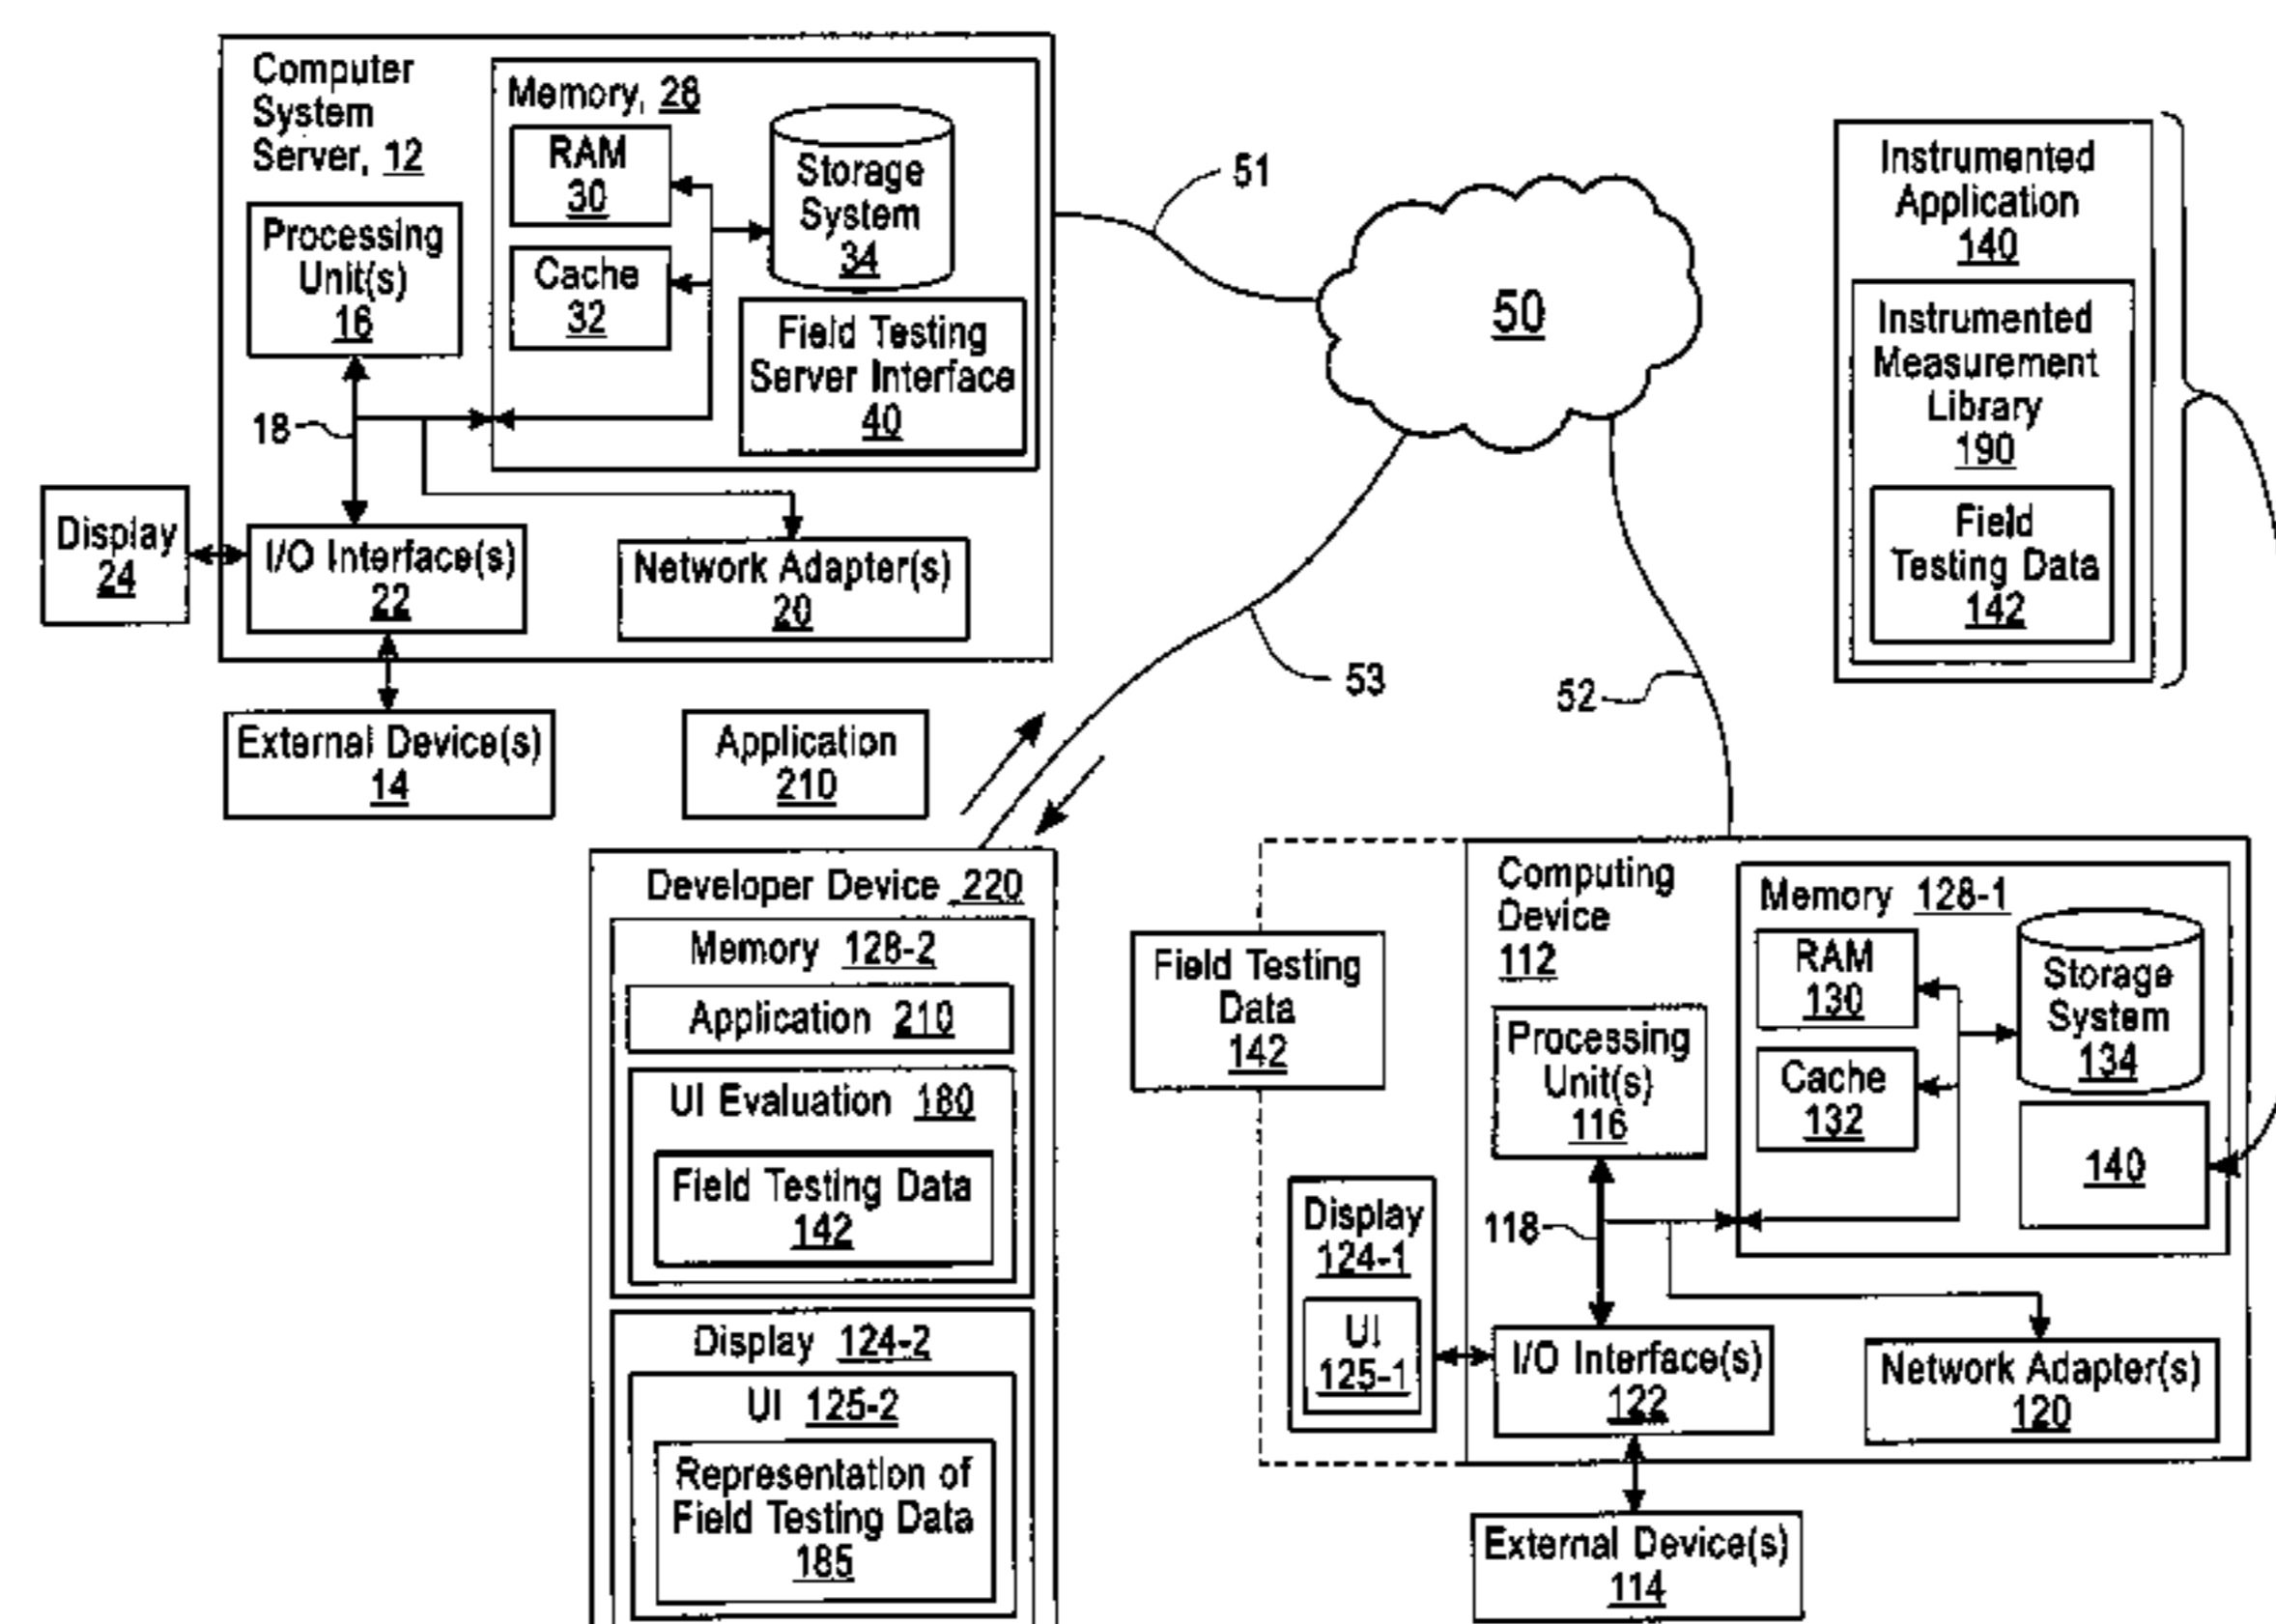 Computer
System
Server, 12
Memory, 28
RAM
30
Storage
System
34
Processing
Unit(s)
16
Cache
32
Field Testing
Server Interface
40
18
Display
24
I/O Interface(s)
22
Network Adapter(s)
20
External Device(s)
14
Application
210
51
50
53
52
Instrumented
Application
140
Instrumented
Measurement
Library
190
Field
Testing Data
142
Developer Device 220
Memory 128-2
Application 210
UI Evaluation 180
Field Testing Data
142
Display 124-2
UI 125-2
Representation of
Field Testing Data
185
Field Testing
Data
142
Computing
Device
112
Memory 128-1
RAM
130
Storage
System
134
Processing
Unit(s)
116
Cache
132
140
118
Display
124-1
UI
125-1
I/O Interface(s)
122
Network Adapter(s)
120
External Device(s)
114